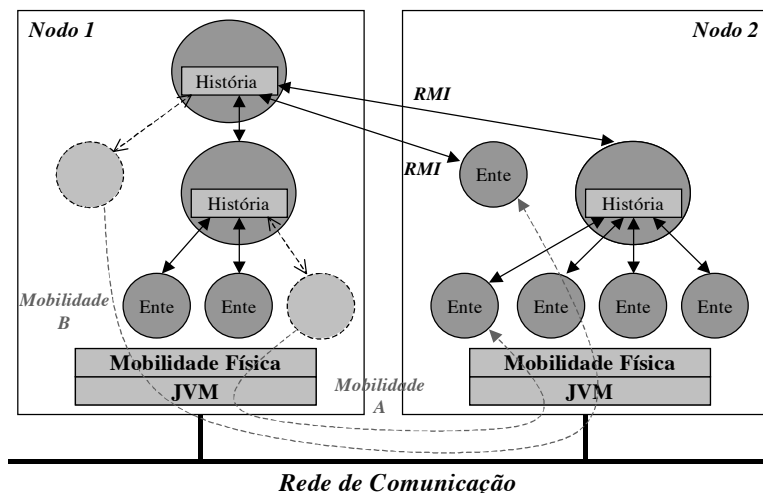 Nodo 1
Nodo 2
História
RMI
RMI
Ente
História
História
Mobilidade
B
Ente
Ente
Ente
Ente
Ente
Ente
Mobilidade Física
JVM
Mobilidade
A
Mobilidade Física
JVM
Rede de Comunicação